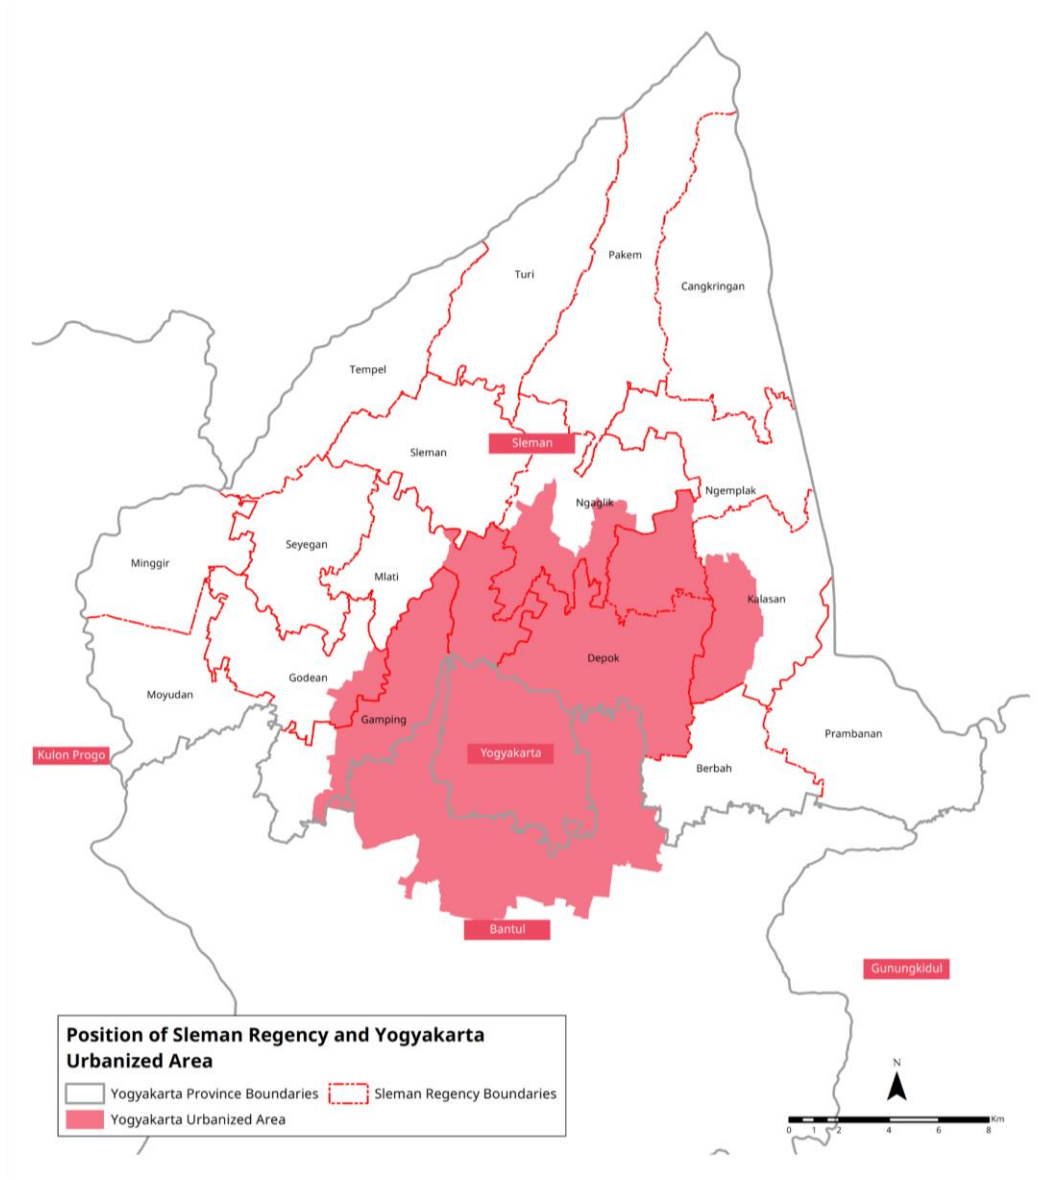 Turi
Pakem
Cangkringan
Tempel
Sleman
Sleman
Ngemplak
Ngaglik
Seyegan
Minggir
Mlati
Kalasan
Depok
Godean
Moyudan
Gamping
Prambanan
Kulon Progo
Yogyakarta
Berbah
Bantul
Gunungkidul
Position of Sleman Regency and Yogyakarta
Urbanized Area
Yogyakarta Province Boundaries
Sleman Regency Boundaries
Yogyakarta Urbanized Area
N
Km
0 1 2 4 6 8